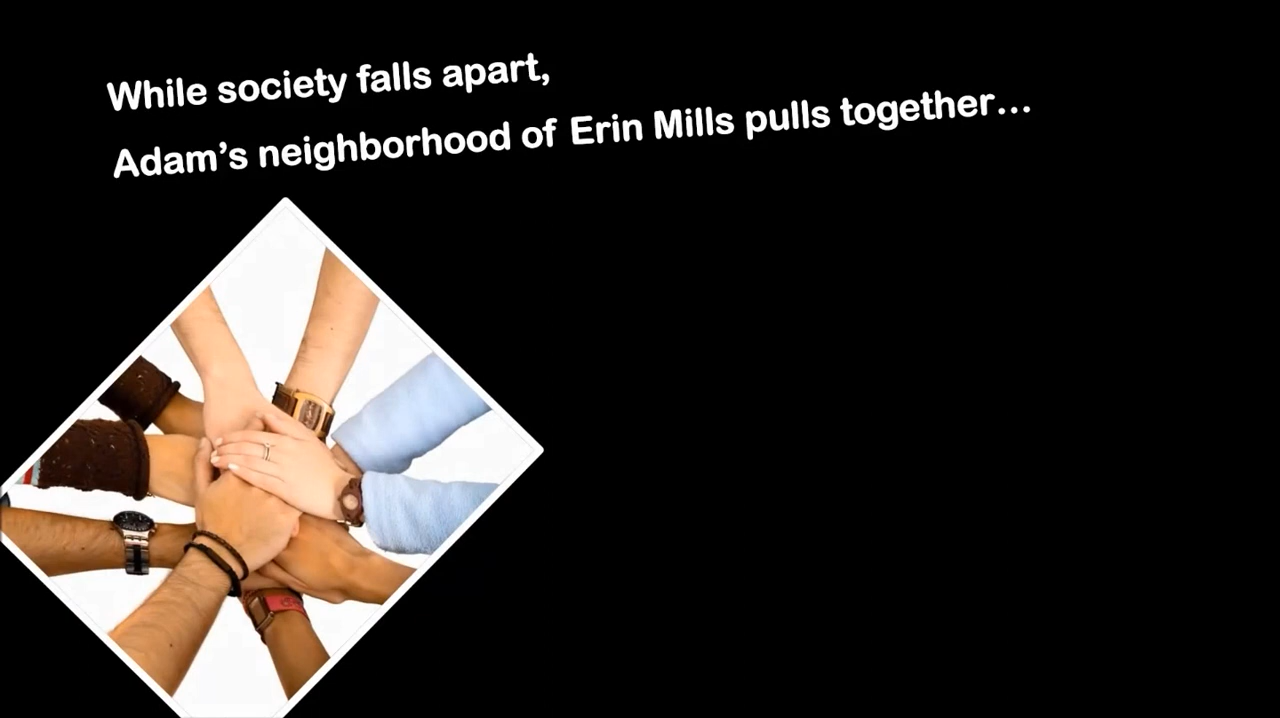 While society falls apart,
Adam's neighborhood of Erin Mills pulls together...